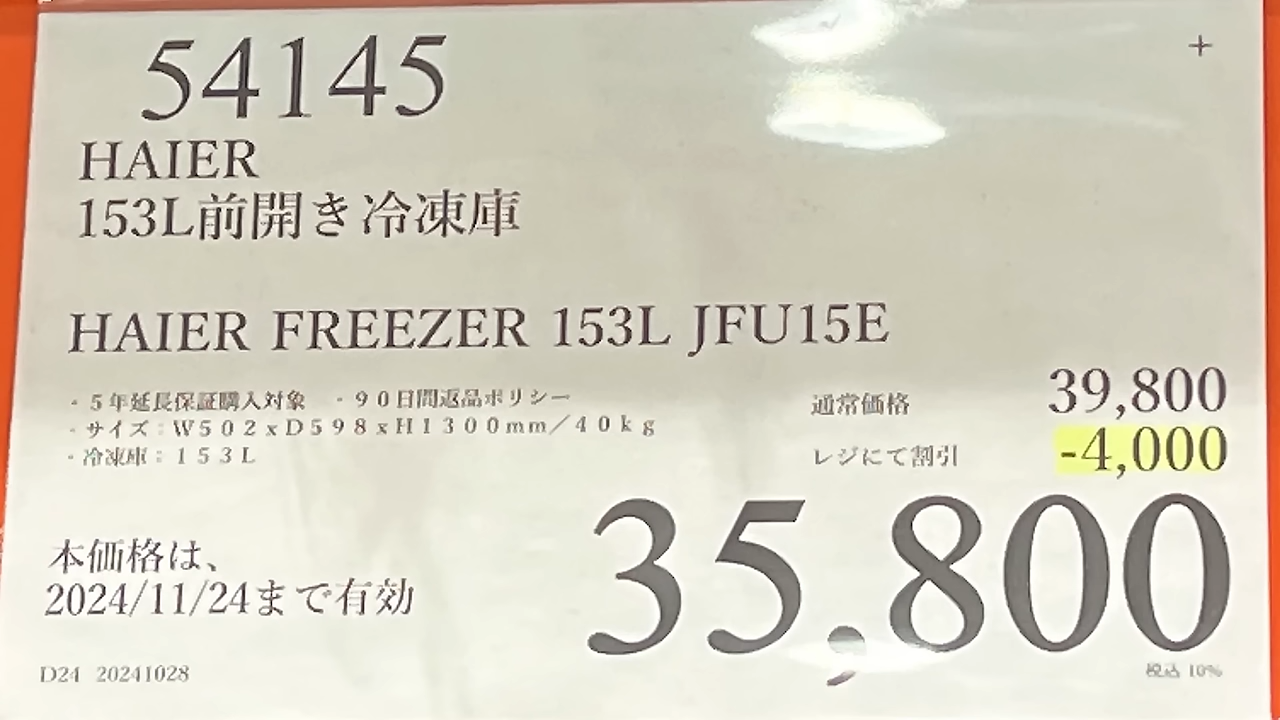 54145
+
HAIER
153L前開き冷凍庫
HAIER FREEZER 153L JFU15E
・５年延長保証購入対象　・９０日間返品ポリシー
・サイズ：Ｗ５０２ｘＤ５９８ｘＨ１３００ｍｍ／４０ｋｇ
・冷凍庫：１５３Ｌ
通常価格 39,800
レジにて割引 -4,000
35,800
本価格は、
2024/11/24まで有効
D24 20241028
税込 10%